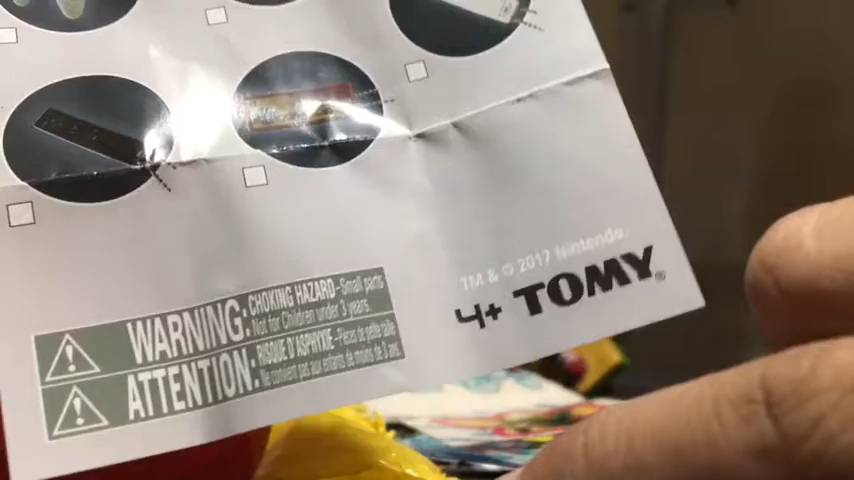 TM & © 2017 Nintendo.
4+ TOMY®
WARNING: CHOKING HAZARD-Small parts
Not for Children under 3 years.
ATTENTION: RISQUE D'ASPHYXIE-Pièces de petite taille
Ne convient pas aux enfants de moins de 3 ans.